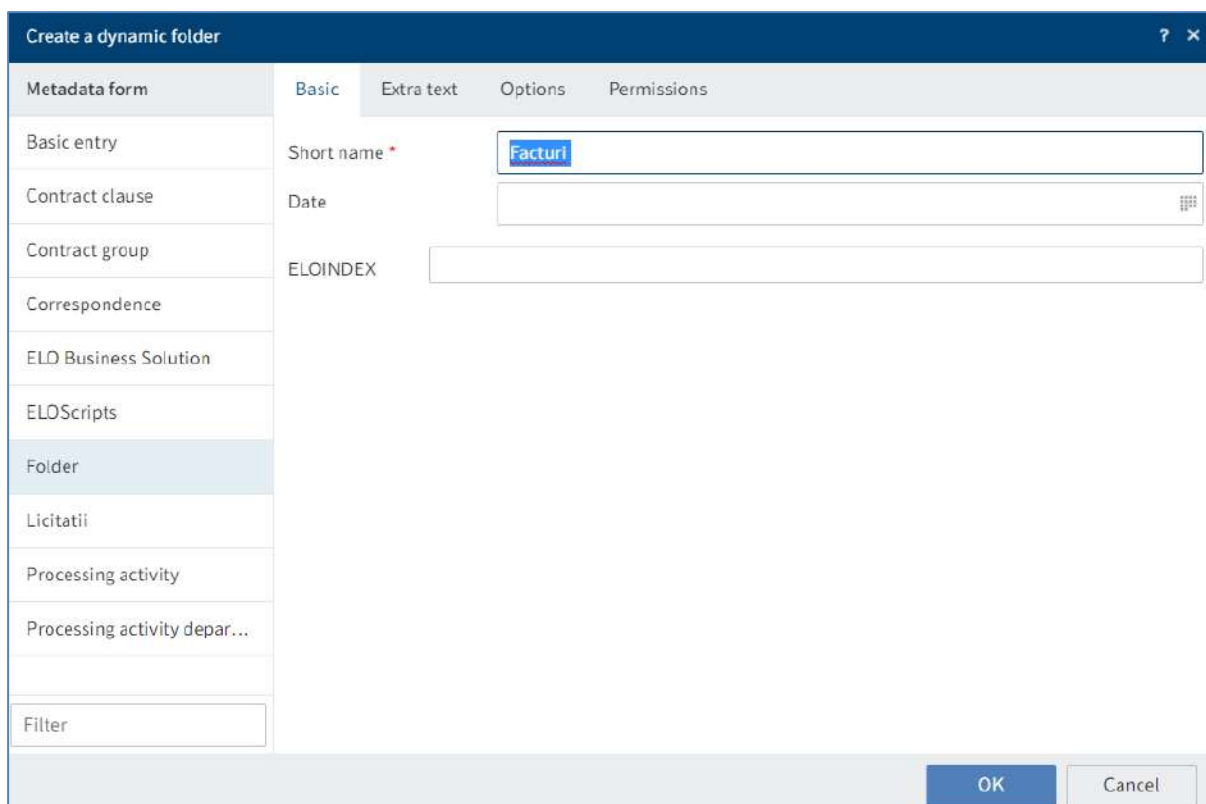 Create a dynamic folder ? ×
Metadata form
Basic Extra text Options Permissions
Basic entry
Contract clause
Contract group
Correspondence
ELO Business Solution
ELOScripts
Folder
Licitatii
Processing activity
Processing activity depar...
Filter
Short name * Facturi
Date
ELOINDEX
OK Cancel